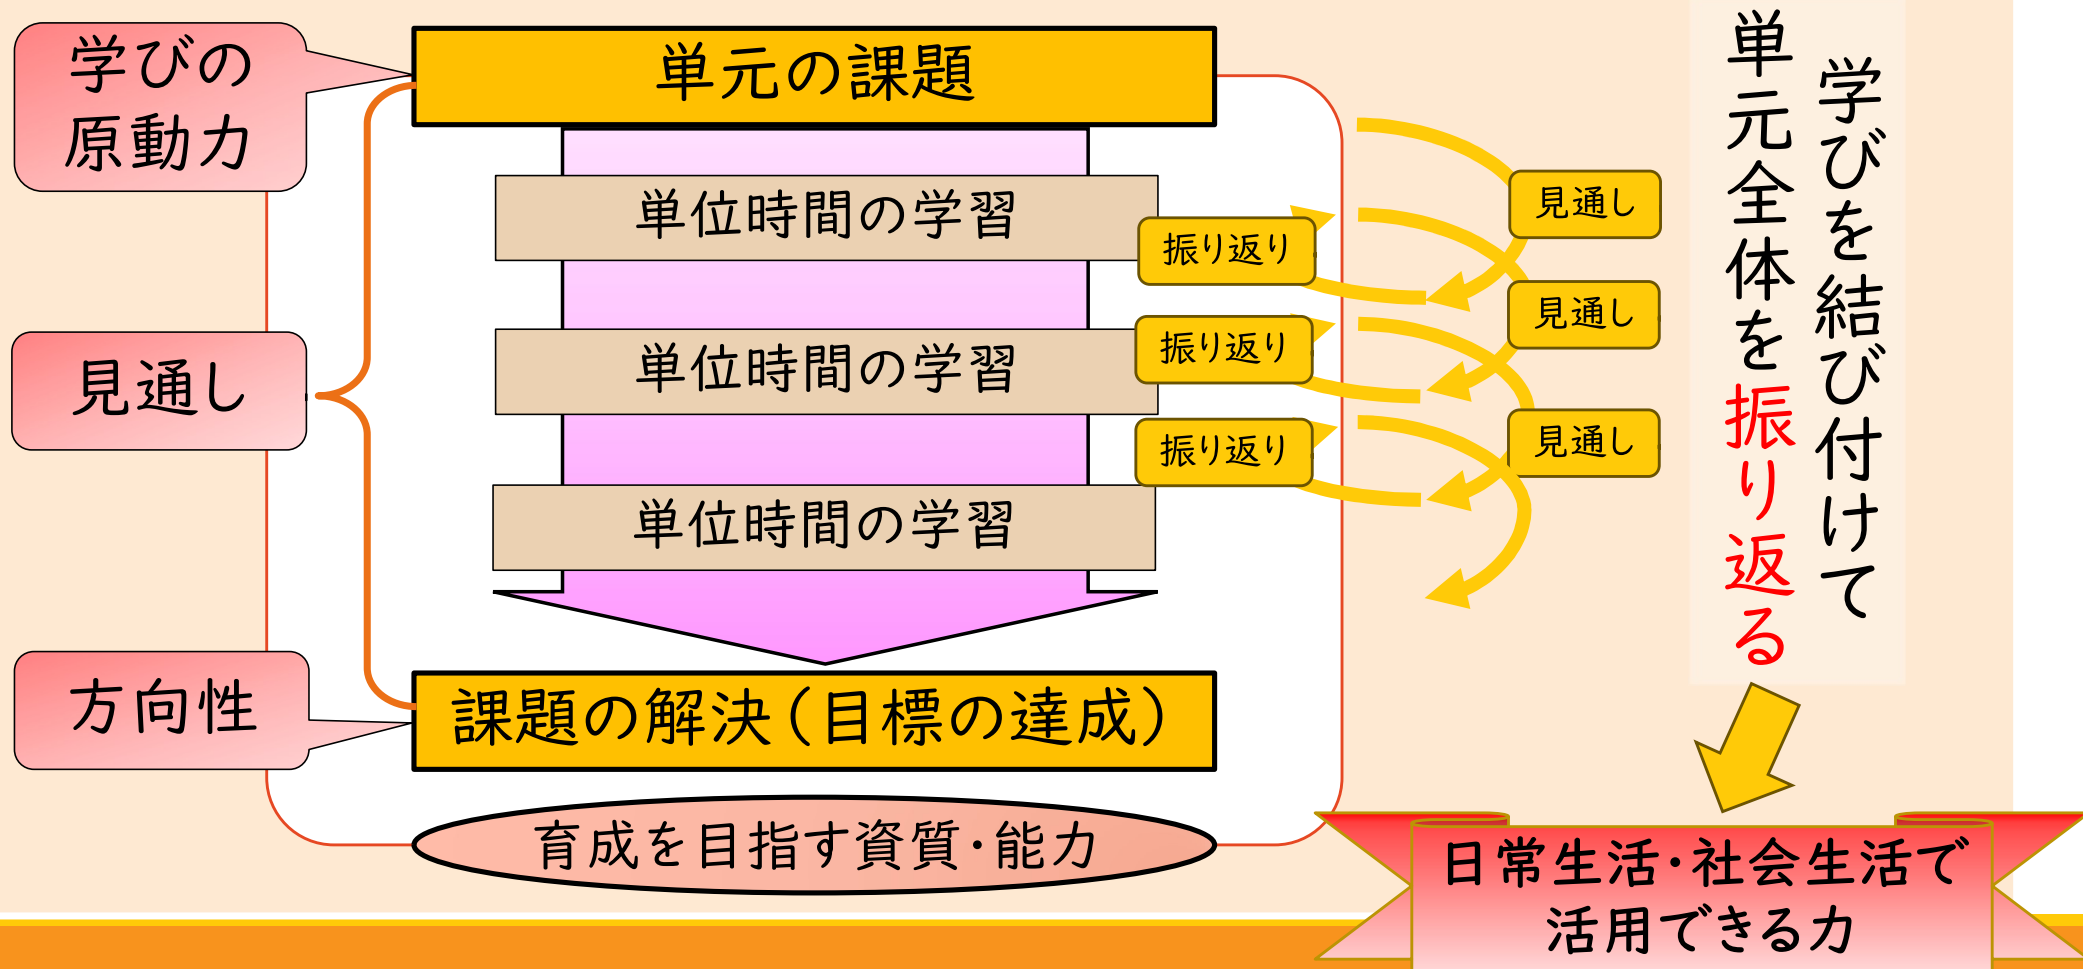 学びの
原動力
単元の課題
単位時間の学習
振り返り
見通し
見通し
単位時間の学習
振り返り
見通し
見通し
単位時間の学習
振り返り
方向性
課題の解決（目標の達成）
育成を目指す資質・能力
学びを結び付けて
単元全体を振り返る
日常生活・社会生活で
活用できる力